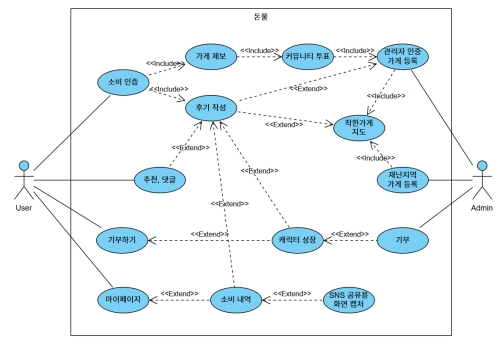 돈쭐
가게 제보
<<Include>>
커뮤니티 투표
<<Include>>
관리자 인증
가게 등록
<<Include>>
소비 인증
<<Include>>
<<Include>>
<<Extend>>
후기 작성
<<Extend>>
착한가게
지도
<<Extend>>
<<Include>>
추천, 댓글
<<Extend>>
<<Extend>>
재난지역
가게 등록
User
Admin
기부하기
<<Extend>>
캐릭터 성장
<<Extend>>
기부
마이페이지
<<Extend>>
소비 내역
<<Extend>>
SNS 공유용
화면 캡처